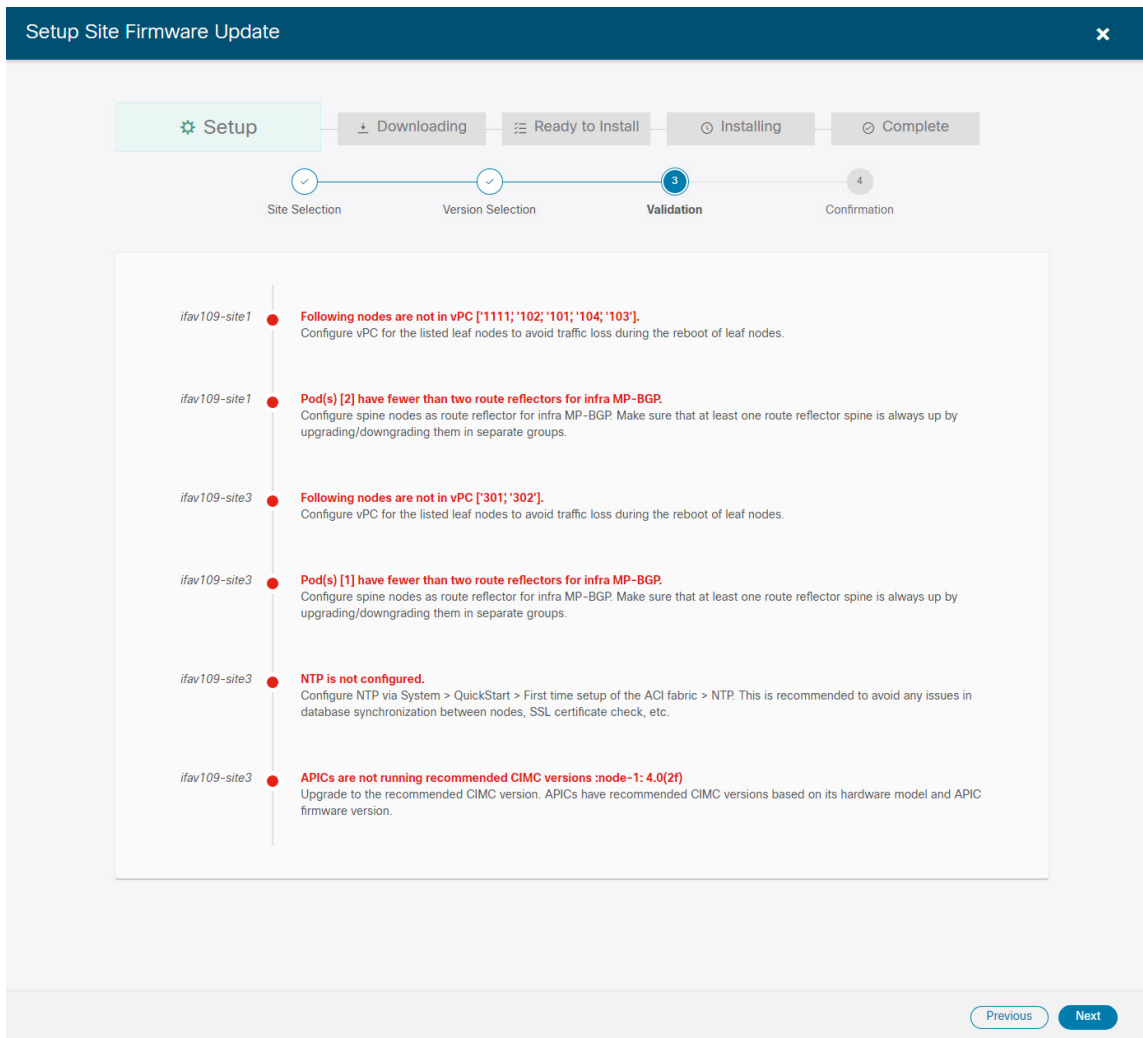 Setup Site Firmware Update
Setup
Downloading
Ready to Install
Installing
Complete
3
4
Site Selection
Version Selection
Validation
Confirmation
ifav109-site1
Following nodes are not in vPC ['1111', '102', '101', '104', '103'].
Configure vPC for the listed leaf nodes to avoid traffic loss during the reboot of leaf nodes.
ifav109-site1
Pod(s) [2] have fewer than two route reflectors for infra MP-BGP.
Configure spine nodes as route reflector for infra MP-BGP. Make sure that at least one route reflector spine is always up by
upgrading/downgrading them in separate groups.
ifav109-site3
Following nodes are not in vPC ['301', '302'].
Configure vPC for the listed leaf nodes to avoid traffic loss during the reboot of leaf nodes.
ifav109-site3
Pod(s) [1] have fewer than two route reflectors for infra MP-BGP.
Configure spine nodes as route reflector for infra MP-BGP. Make sure that at least one route reflector spine is always up by
upgrading/downgrading them in separate groups.
ifav109-site3
NTP is not configured.
Configure NTP via System > QuickStart > First time setup of the ACI fabric > NTP. This is recommended to avoid any issues in
database synchronization between nodes, SSL certificate check, etc.
ifav109-site3
APICs are not running recommended CIMC versions :node-1: 4.0(2f)
Upgrade to the recommended CIMC version. APICs have recommended CIMC versions based on its hardware model and APIC
firmware version.
Previous
Next